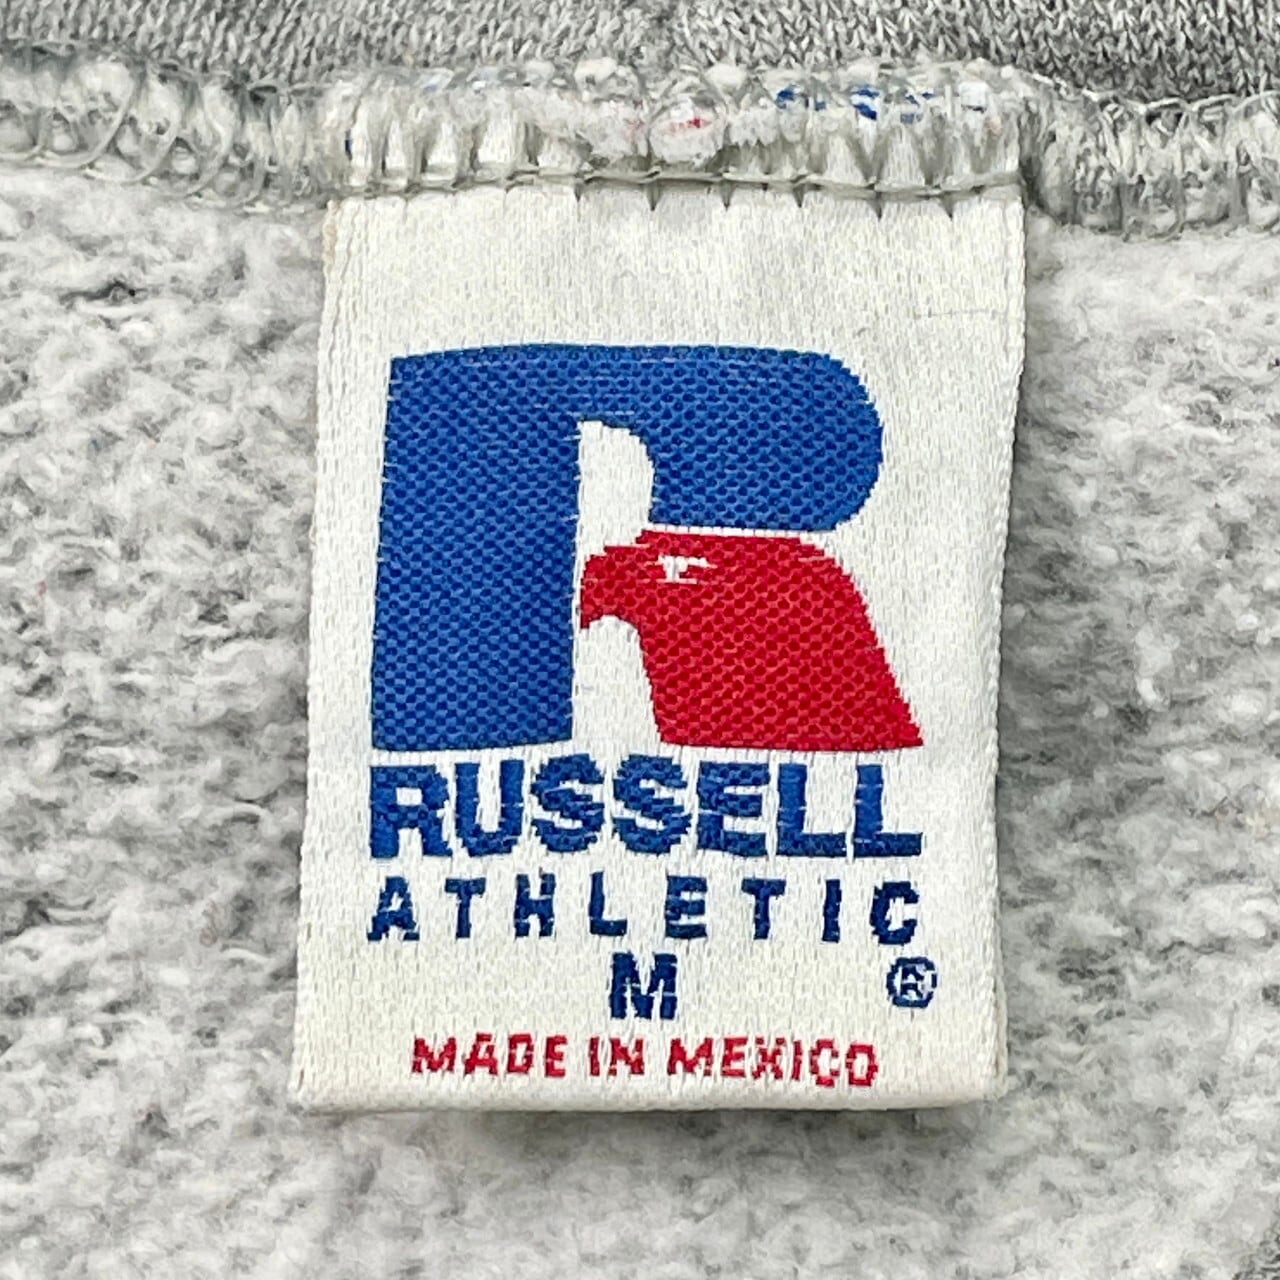 RUSSELL
ATHLETIC
M ®
MADE IN MEXICO